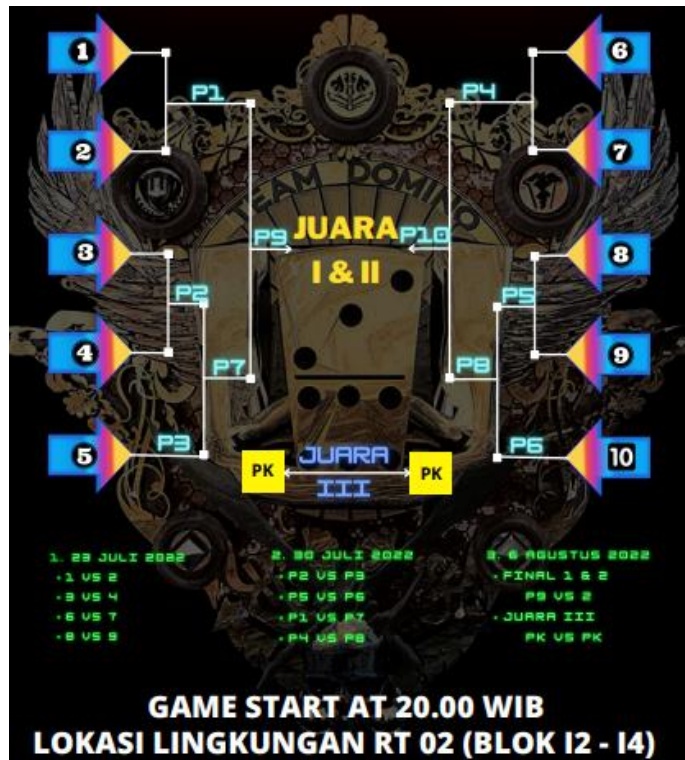 1
6
P1
P4
2
7
TEAM DOMINO
3
8
P9
JUARA
P10
I & II
P2
P5
4
9
P7
P8
5
P3
P6
10
PK
JUARA
PK
III
1. 23 JULI 2022
• 1 VS 2
• 3 VS 4
• 6 VS 7
• 8 VS 9
2. 30 JULI 2022
• P2 VS P3
• P5 VS P6
• P1 VS P7
• P4 VS P8
3. 6 AGUSTUS 2022
• FINAL 1 & 2
P9 VS 2
• JUARA III
PK VS PK
GAME START AT 20.00 WIB
LOKASI LINGKUNGAN RT 02 (BLOK I2 - I4)